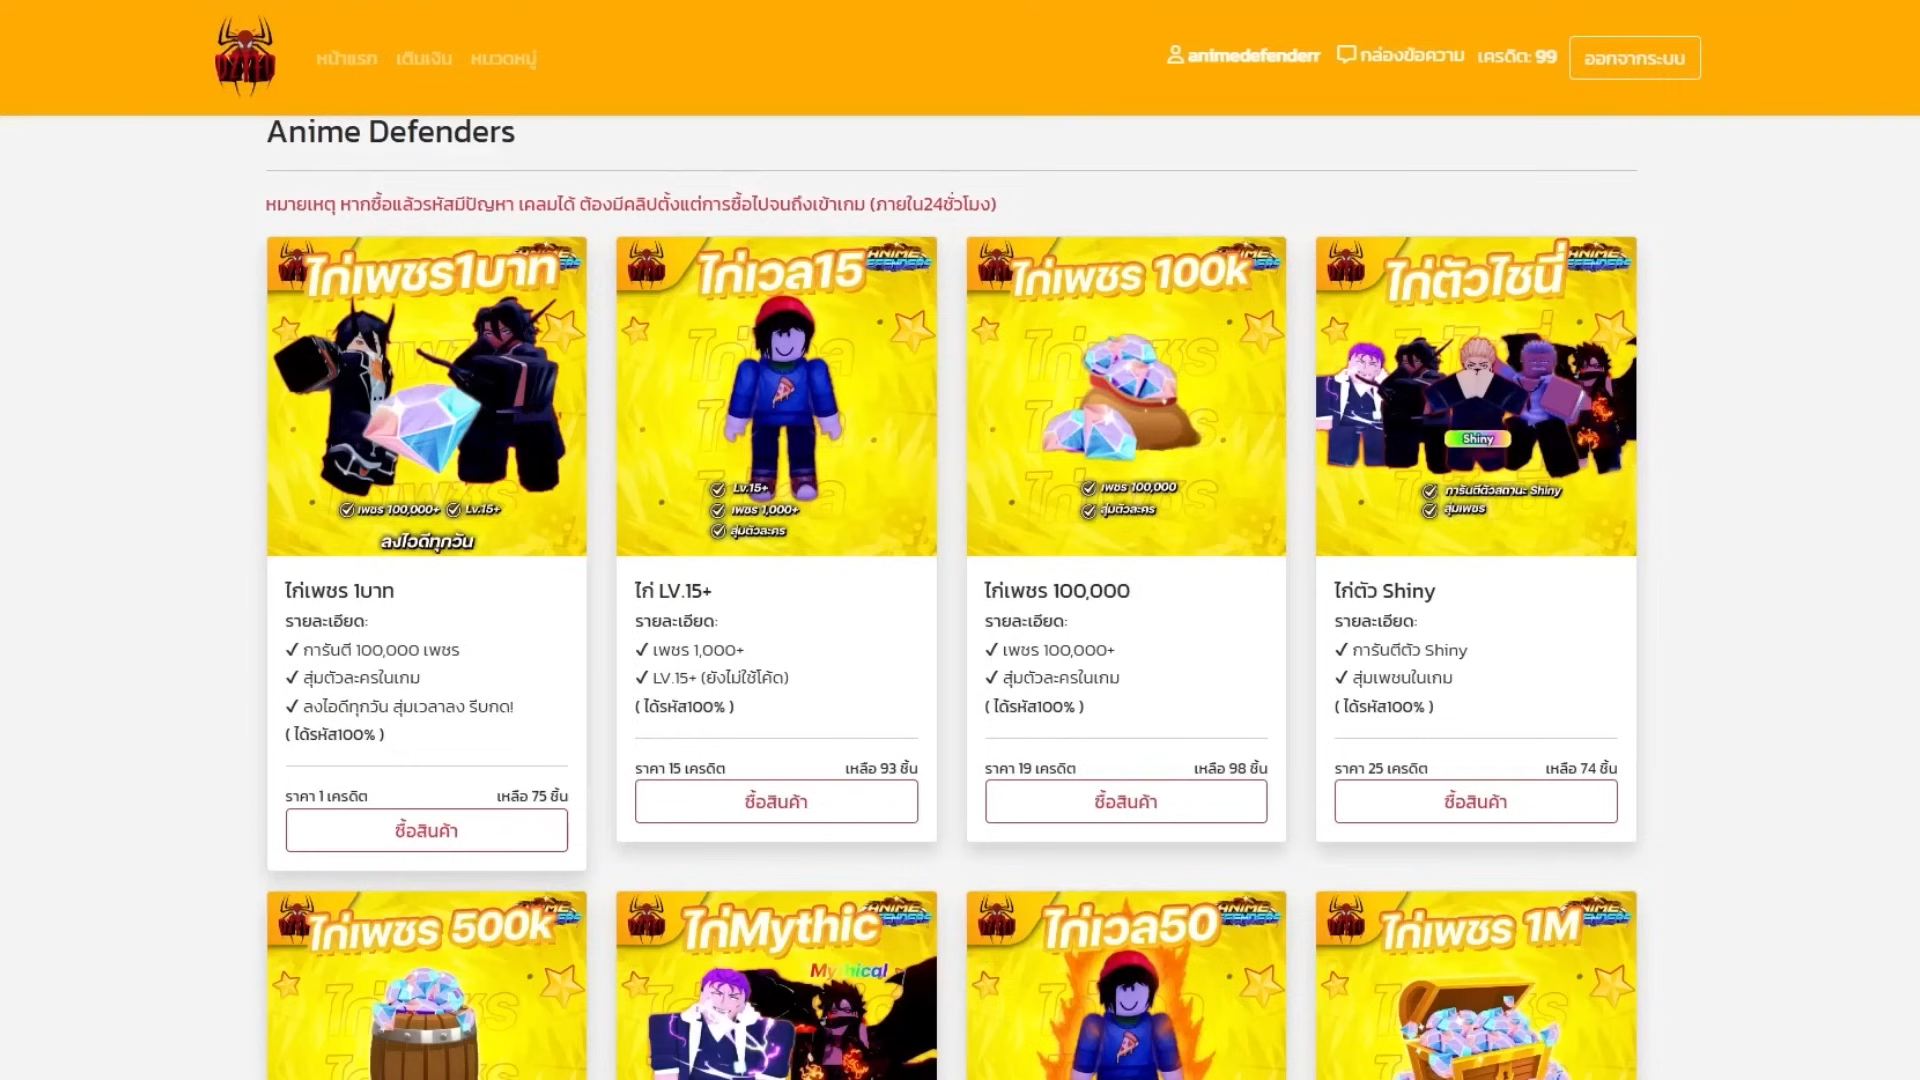 หน้าแรก เติมเงิน หมวดหมู่ animedefenderr กล่องข้อความ เครดิต: 99 ออกจากระบบ
Anime Defenders
หมายเหตุ หากซื้อแล้วรหัสมีปัญหา เคลมได้ ต้องมีคลิปตั้งแต่การซื้อไปจนถึงเข้าเกม (ภายใน24ชั่วโมง)
ไก่เพชร1บาท
เพชร 100,000+ Lv.15+
ลงไอดีทุกวัน
ไก่เพชร 1บาท
รายละเอียด:
✓ การันตี 100,000 เพชร
✓ สุ่มตัวละครในเกม
✓ ลงไอดีทุกวัน สุ่มเวลาลง รีบกด!
( ได้รหัส100% )
ราคา 1 เครดิต เหลือ 75 ชิ้น
ซื้อสินค้า
ไก่เวล15
ANIME DEFENDERS
Lv.15+
เพชร 1,000+
สุ่มตัวละคร
ไก่ LV.15+
รายละเอียด:
✓ เพชร 1,000+
✓ LV.15+ (ยังไม่ใช้โค้ด)
( ได้รหัส100% )
ราคา 15 เครดิต เหลือ 93 ชิ้น
ซื้อสินค้า
ไก่เพชร 100k
เพชร 100,000
สุ่มตัวละคร
ไก่เพชร 100,000
รายละเอียด:
✓ เพชร 100,000+
✓ สุ่มตัวละครในเกม
( ได้รหัส100% )
ราคา 19 เครดิต เหลือ 98 ชิ้น
ซื้อสินค้า
ไก่ตัวไชนี่
ANIME DEFENDERS
Shiny
การันตีตัวสถานะ Shiny
สุ่มเพชร
ไก่ตัว Shiny
รายละเอียด:
✓ การันตีตัว Shiny
✓ สุ่มเพชนในเกม
( ได้รหัส100% )
ราคา 25 เครดิต เหลือ 74 ชิ้น
ซื้อสินค้า
ไก่เพชร 500k
ไก่Mythic
Mythical
ไก่เวล50
ไก่เพชร 1M